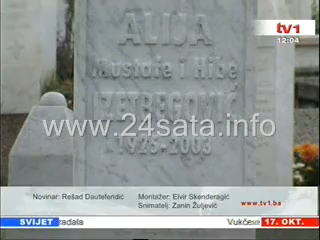 tv1
12:04
ALIJA
Mustafe i Hibe
IZETBEGOVIĆ
1925-2003
www.24sata.info
Novinar: Rešad Dautefendić
Montažer: Elvir Skenderagić
Snimatelj: Zanin Žuljević
www.tv1.ba
SVIJET
radala
Vukčes
17. OKT.